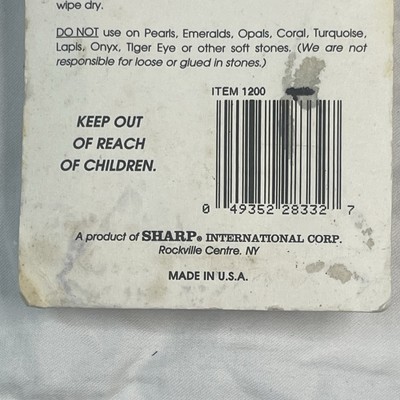 wipe dry.
DO NOT use on Pearls, Emeralds, Opals, Coral, Turquoise,
Lapis, Onyx, Tiger Eye or other soft stones. (We are not
responsible for loose or glued in stones.)
ITEM 1200
KEEP OUT
OF REACH
OF CHILDREN.
0 49352 28332 7
A product of SHARP® INTERNATIONAL CORP.
Rockville Centre, NY
MADE IN U.S.A.